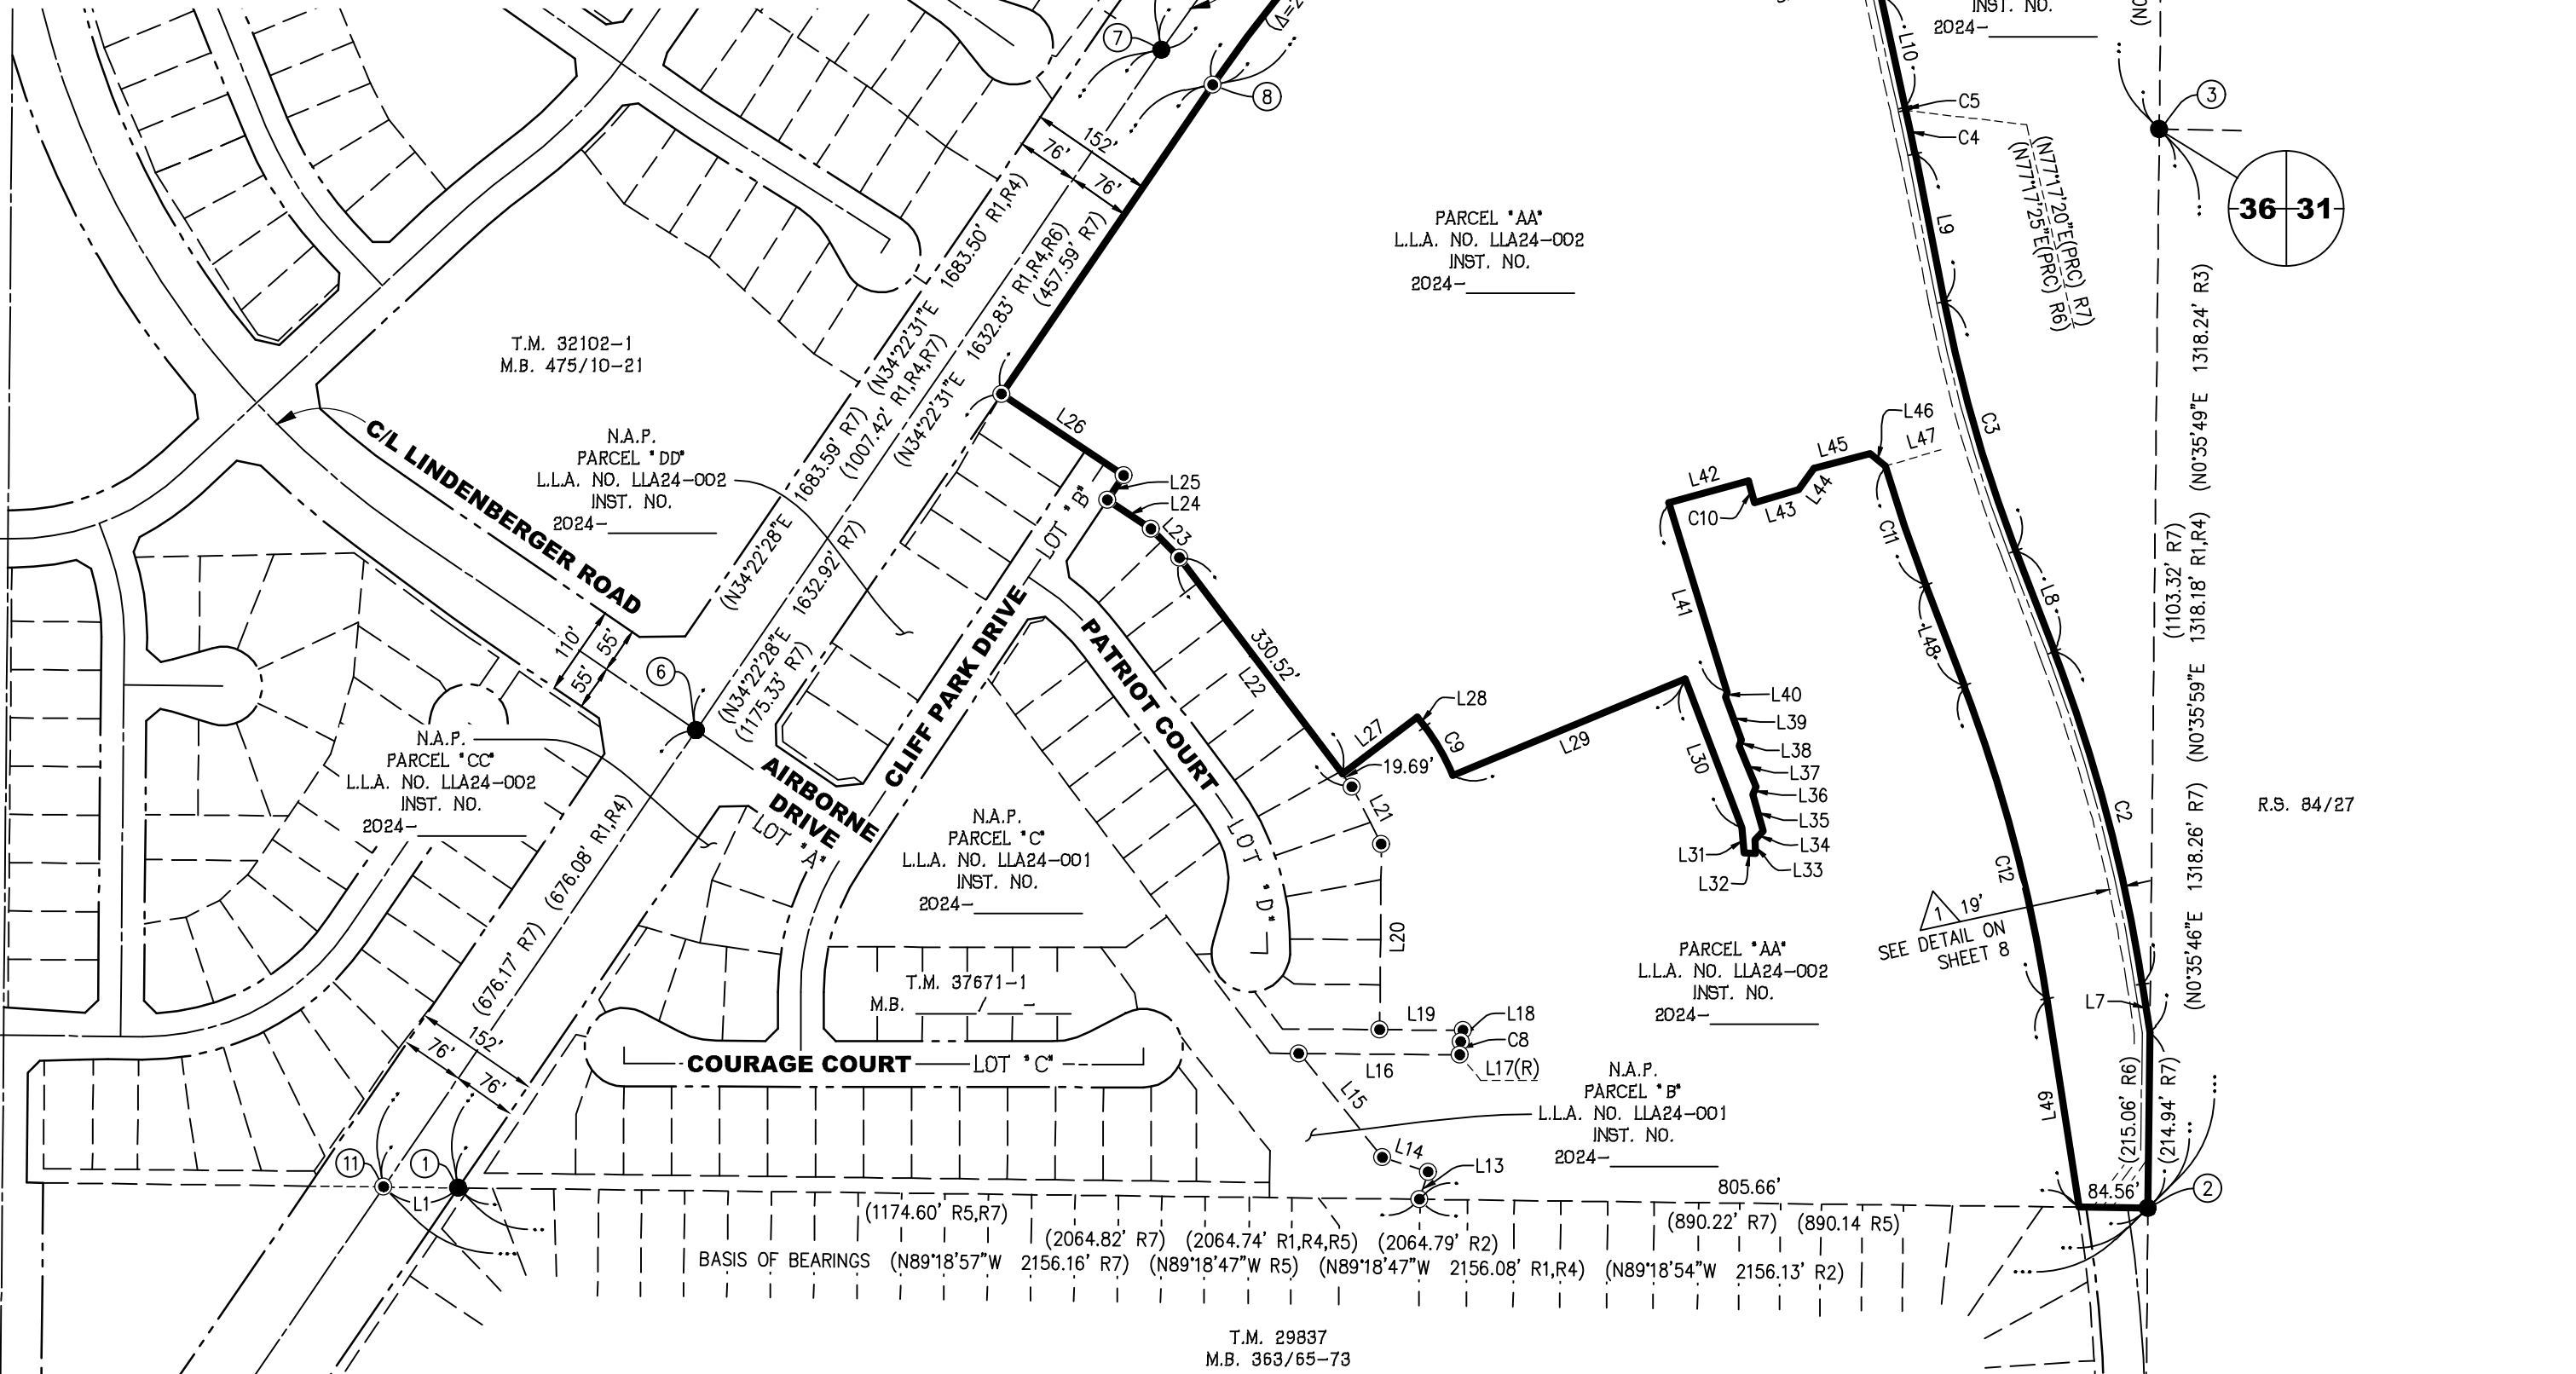 INST. NO.
2024-
(N0
(Δ=2
7
8
L10
C5
C4
3
36 31
152'
76'
76'
(N77°17'20"E(PRC) R7)
(N77°17'25"E(PRC) R6)
L9
PARCEL "AA"
L.L.A. NO. LLA24-002
INST. NO.
2024-
T.M. 32102-1
M.B. 475/10-21
(N34°22'31"E 1683.50' R1,R4)
(N34°22'28"E 1683.59' R7)
(1007.42' R1,R4,R7)
(N34°22'31"E 1632.83' R1,R4,R6)
(457.59' R7)
(N34°22'28"E 1632.92' R7)
(1175.33' R7)
C/L LINDENBERGER ROAD
N.A.P.
PARCEL "DD"
L.L.A. NO. LLA24-002
INST. NO.
2024-
L26
L25
L24
L23
LOT "B"
CLIFF PARK DRIVE
PATRIOT COURT
LOT "D"
330.52'
L22
L27
L28
C9
19.69'
L29
L30
L21
L20
L42
C10
L43
L44
L45
L46
L47
C11
L41
L48
C3
L8
C2
C12
L40
L39
L38
L37
L36
L35
L34
L33
L32
L31
110'
55'
55'
6
N.A.P.
PARCEL "CC"
L.L.A. NO. LLA24-002
INST. NO.
2024-
AIRBORNE
DRIVE
LOT "A"
N.A.P.
PARCEL "C"
L.L.A. NO. LLA24-001
INST. NO.
2024-
(676.17' R7) (676.08' R1,R4)
152'
76'
76'
T.M. 37671-1
M.B. / -
COURAGE COURT LOT "C"
L19
L18
C8
L17(R)
L16
L15
L14
L13
PARCEL "AA"
L.L.A. NO. LLA24-002
INST. NO.
2024-
1 19'
SEE DETAIL ON
SHEET 8
L7
N.A.P.
PARCEL "B"
L.L.A. NO. LLA24-001
INST. NO.
2024-
(1103.32' R7)
(N0°35'46"E 1318.26' R7) (N0°35'59"E 1318.18' R1,R4) (N0°35'49"E 1318.24' R3)
R.S. 84/27
L49
(215.06' R6)
(214.94' R7)
84.56'
2
11
1
L1
805.66'
(1174.60' R5,R7)
(890.22' R7) (890.14 R5)
(2064.82' R7) (2064.74' R1,R4,R5) (2064.79' R2)
BASIS OF BEARINGS (N89°18'57"W 2156.16' R7) (N89°18'47"W R5) (N89°18'47"W 2156.08' R1,R4) (N89°18'54"W 2156.13' R2)
T.M. 29837
M.B. 363/65-73